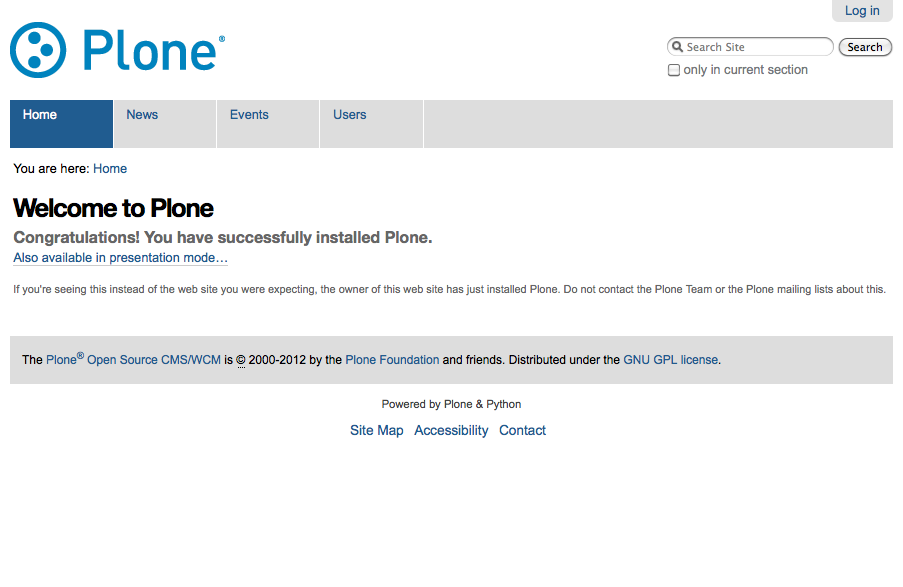 Log in
Plone®
Search Site
Search
only in current section
Home
News
Events
Users
You are here: Home
Welcome to Plone
Congratulations! You have successfully installed Plone.
Also available in presentation mode…
If you're seeing this instead of the web site you were expecting, the owner of this web site has just installed Plone. Do not contact the Plone Team or the Plone mailing lists about this.
The Plone® Open Source CMS/WCM is © 2000-2012 by the Plone Foundation and friends. Distributed under the GNU GPL license.
Powered by Plone & Python
Site Map Accessibility Contact